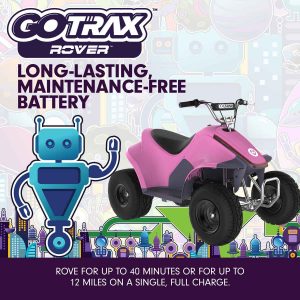 GOTRAX™
ROVER
LONG-LASTING,
MAINTENANCE-FREE
BATTERY
ROVE FOR UP TO 40 MINUTES OR FOR UP TO
12 MILES ON A SINGLE, FULL CHARGE.